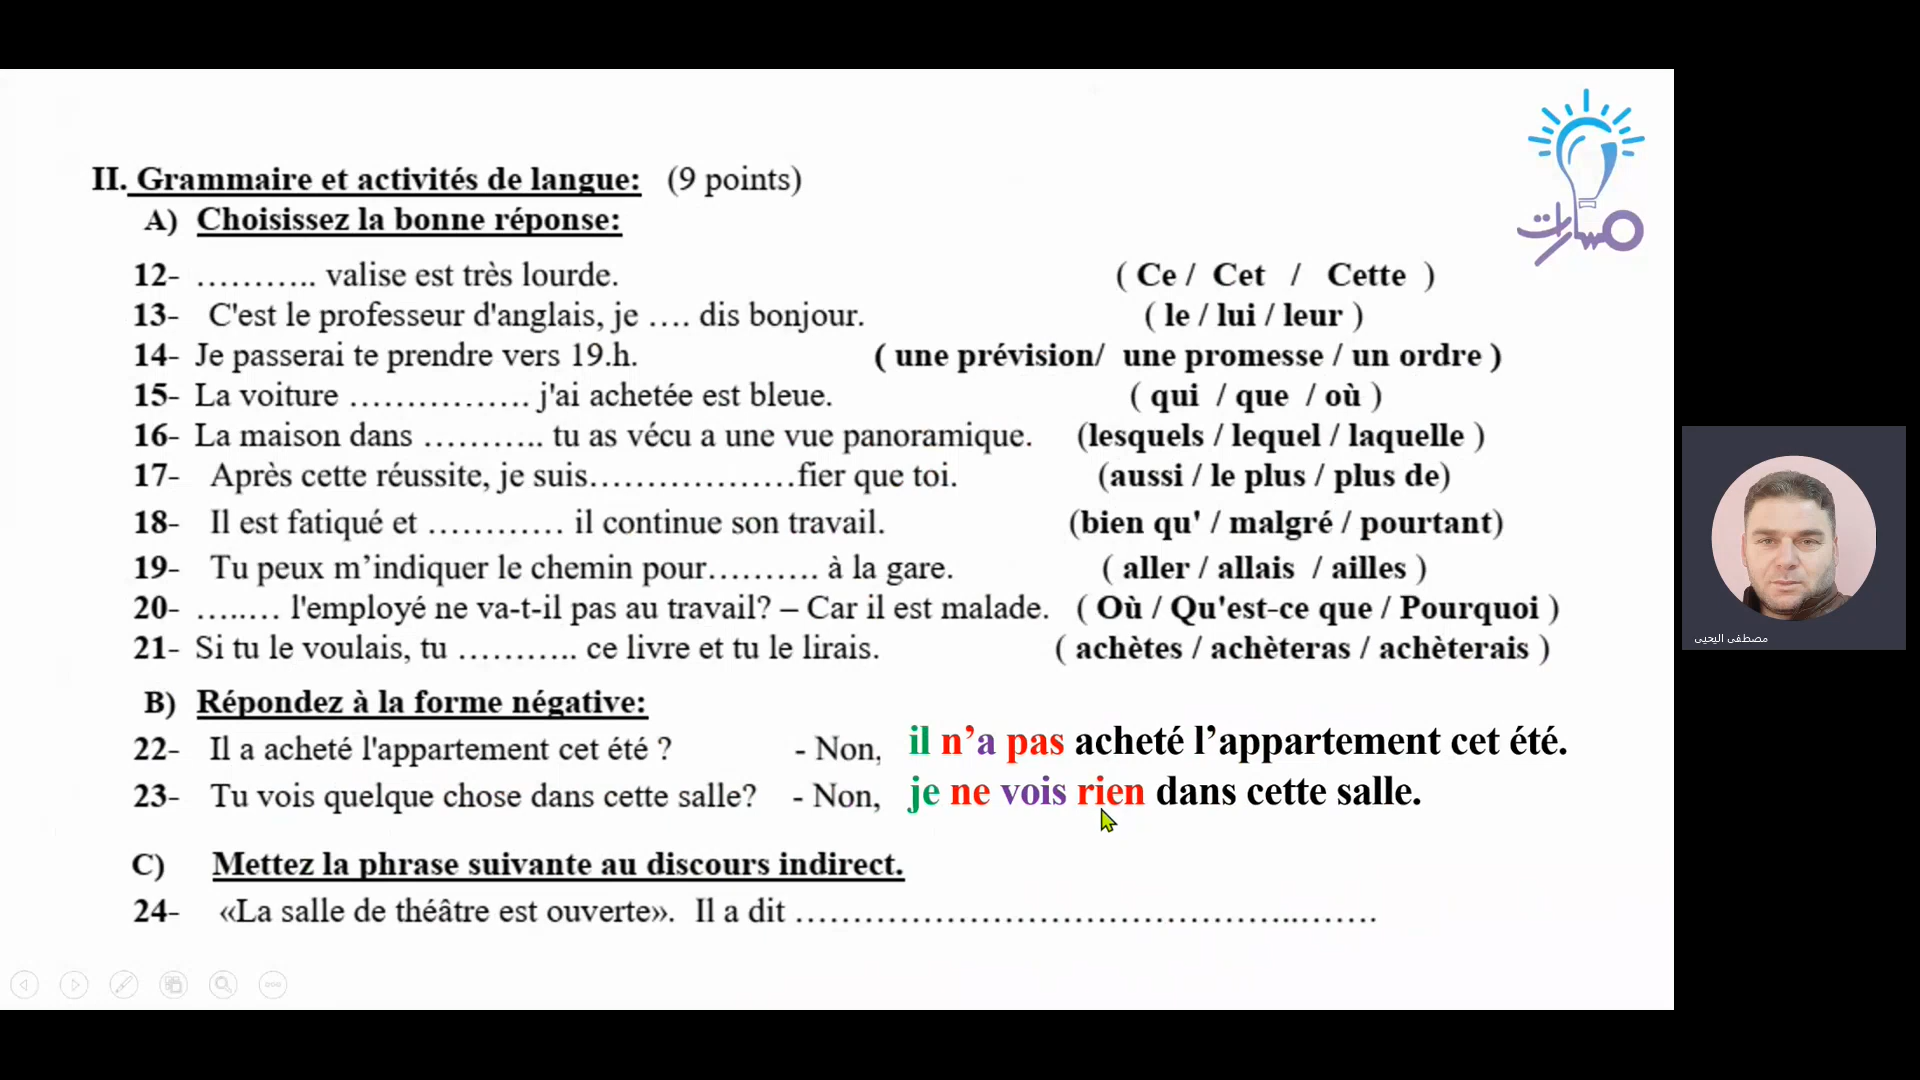 II. Grammaire et activités de langue: (9 points)
A) Choisissez la bonne réponse:
12- ……….. valise est très lourde. ( Ce / Cet / Cette )
13- C'est le professeur d'anglais, je …. dis bonjour. ( le / lui / leur )
14- Je passerai te prendre vers 19.h. ( une prévision/ une promesse / un ordre )
15- La voiture ……………. j'ai achetée est bleue. ( qui / que / où )
16- La maison dans ……….. tu as vécu a une vue panoramique. (lesquels / lequel / laquelle )
17- Après cette réussite, je suis…………………fier que toi. (aussi / le plus / plus de)
18- Il est fatiqué et ………… il continue son travail. (bien qu' / malgré / pourtant)
19- Tu peux m’indiquer le chemin pour………. à la gare. ( aller / allais / ailles )
20- …..… l'employé ne va-t-il pas au travail? – Car il est malade. ( Où / Qu'est-ce que / Pourquoi )
21- Si tu le voulais, tu ……….. ce livre et tu le lirais. ( achètes / achèteras / achèterais )
B) Répondez à la forme négative:
22- Il a acheté l'appartement cet été ? - Non, il n’a pas acheté l’appartement cet été.
23- Tu vois quelque chose dans cette salle? - Non, je ne vois rien dans cette salle.
C) Mettez la phrase suivante au discours indirect.
24- «La salle de théâtre est ouverte». Il a dit ……………………………………………..…….
مسارات
مصطفى اليحيى